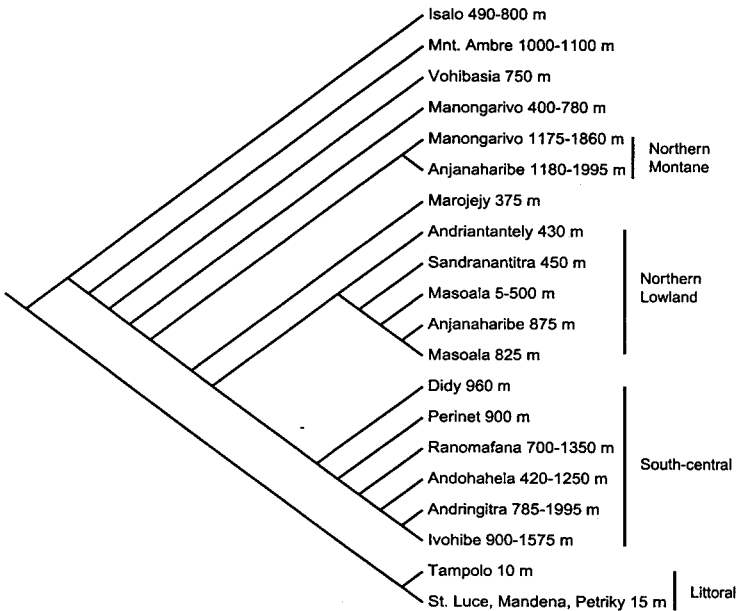 Isalo 490-800 m
Mnt. Ambre 1000-1100 m
Vohibasia 750 m
Manongarivo 400-780 m
Manongarivo 1175-1860 m
Anjanaharibe 1180-1995 m
Northern
Montane
Marojejy 375 m
Andriantantely 430 m
Sandranantitra 450 m
Masoala 5-500 m
Anjanaharibe 875 m
Masoala 825 m
Northern
Lowland
Didy 960 m
Perinet 900 m
Ranomafana 700-1350 m
Andohahela 420-1250 m
Andringitra 785-1995 m
Ivohibe 900-1575 m
South-central
Tampolo 10 m
St. Luce, Mandena, Petriky 15 m
Littoral